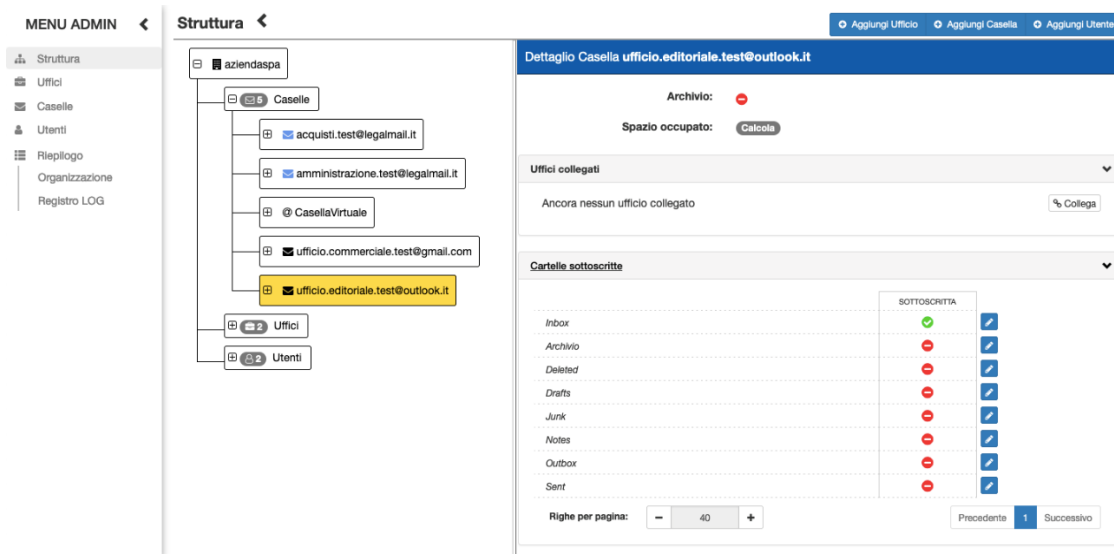 MENU ADMIN
Struttura
Uffici
Caselle
Utenti
Riepilogo
Organizzazione
Registro LOG
Struttura
Aggiungi Ufficio
Aggiungi Casella
Aggiungi Utente
aziendaspa
5 Caselle
acquisti.test@legalmail.it
amministrazione.test@legalmail.it
@ CasellaVirtuale
ufficio.commerciale.test@gmail.com
ufficio.editoriale.test@outlook.it
2 Uffici
2 Utenti
Dettaglio Casella ufficio.editoriale.test@outlook.it
Archivio:
Spazio occupato: Calcola
Uffici collegati
Ancora nessun ufficio collegato
Collega
Cartelle sottoscritte
SOTTOSCRITTA
Inbox
Archivio
Deleted
Drafts
Junk
Notes
Outbox
Sent
Righe per pagina: − 40 +
Precedente 1 Successivo